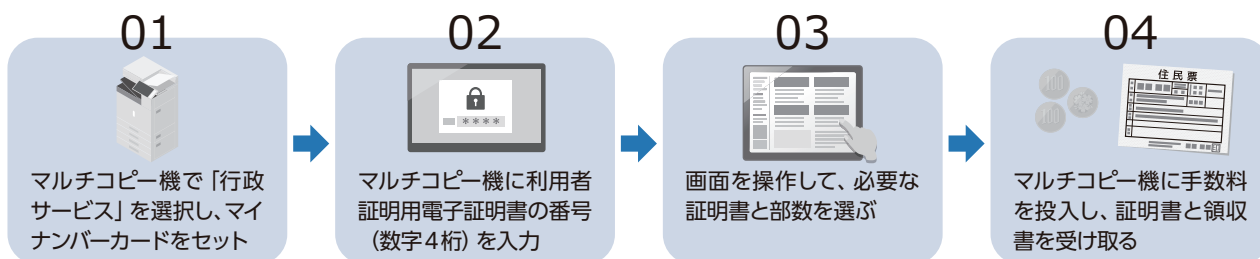 01
マルチコピー機で「行政
サービス」を選択し、マイ
ナンバーカードをセット
02
****
マルチコピー機に利用者
証明用電子証明書の番号
（数字4桁）を入力
03
画面を操作して、必要な
証明書と部数を選ぶ
04
100
100
住民票
マルチコピー機に手数料
を投入し、証明書と領収
書を受け取る